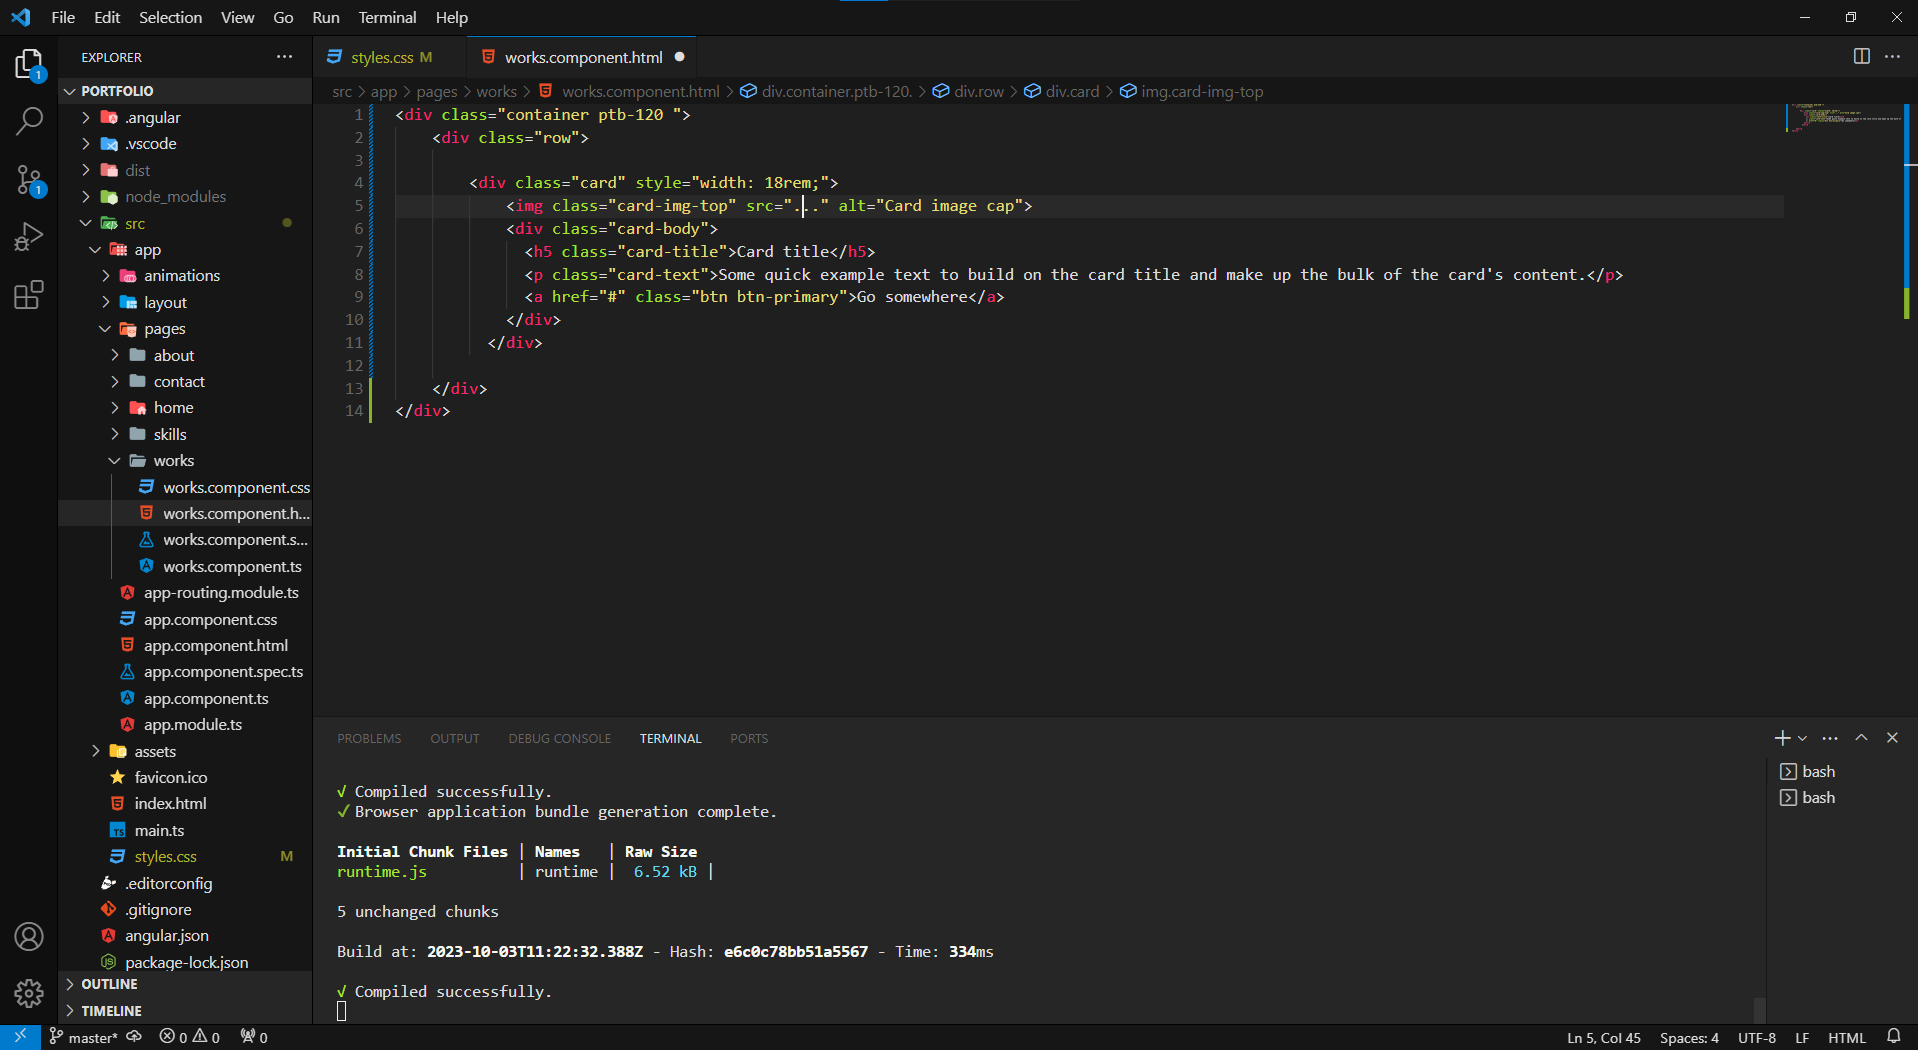 File Edit Selection View Go Run Terminal Help
EXPLORER
PORTFOLIO
.angular
.vscode
dist
node_modules
src
app
animations
layout
pages
about
contact
home
skills
works
works.component.css
works.component.h...
works.component.s...
works.component.ts
app-routing.module.ts
app.component.css
app.component.html
app.component.spec.ts
app.component.ts
app.module.ts
assets
favicon.ico
index.html
main.ts
styles.css M
.editorconfig
.gitignore
angular.json
package-lock.json
OUTLINE
TIMELINE
styles.css M
works.component.html
src > app > pages > works > works.component.html > div.container.ptb-120. > div.row > div.card > img.card-img-top
1 <div class="container ptb-120 ">
2 <div class="row">
3
4 <div class="card" style="width: 18rem;">
5 <img class="card-img-top" src="..." alt="Card image cap">
6 <div class="card-body">
7 <h5 class="card-title">Card title</h5>
8 <p class="card-text">Some quick example text to build on the card title and make up the bulk of the card's content.</p>
9 <a href="#" class="btn btn-primary">Go somewhere</a>
10 </div>
11 </div>
12
13 </div>
14 </div>
PROBLEMS OUTPUT DEBUG CONSOLE TERMINAL PORTS
√ Compiled successfully.
✓ Browser application bundle generation complete.
Initial Chunk Files | Names | Raw Size
runtime.js | runtime | 6.52 kB |
5 unchanged chunks
Build at: 2023-10-03T11:22:32.388Z - Hash: e6c0c78bb51a5567 - Time: 334ms
√ Compiled successfully.
bash
bash
1
1
master* 0 0 0
Ln 5, Col 45 Spaces: 4 UTF-8 LF HTML